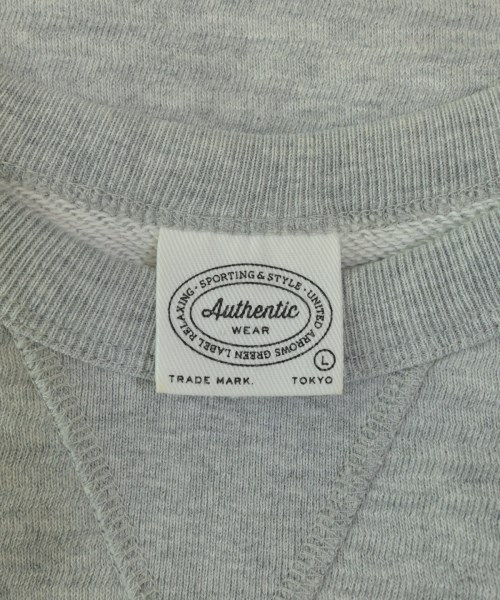 · SPORTING & STYLE · UNITED ARROWS GREEN LABEL RELAXING
Authentic
WEAR
L
TRADE MARK. TOKYO